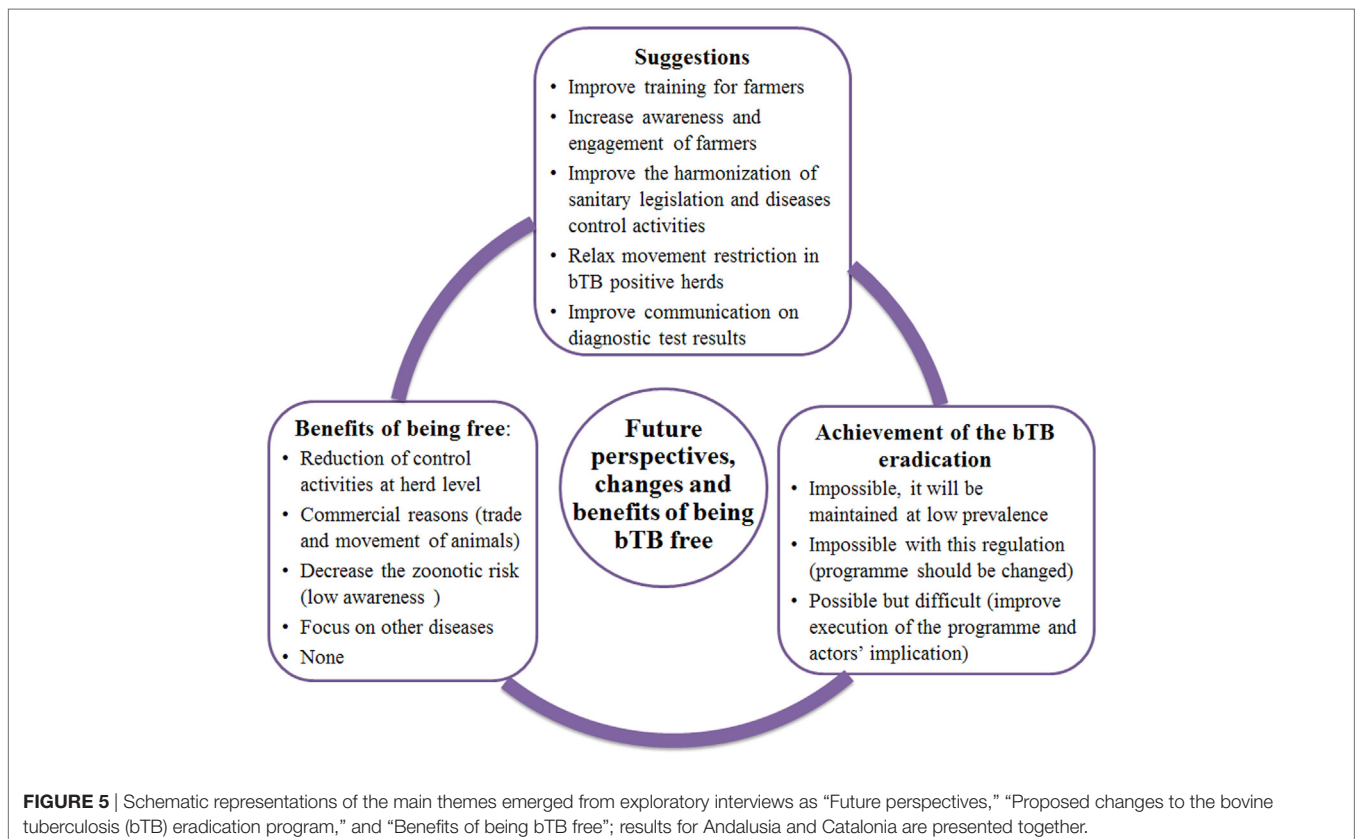 Suggestions
• Improve training for farmers
• Increase awareness and
engagement of farmers
• Improve the harmonization of
sanitary legislation and diseases
control activities
• Relax movement restriction in
bTB positive herds
• Improve communication on
diagnostic test results
Benefits of being free:
• Reduction of control
activities at herd level
• Commercial reasons (trade
and movement of animals)
• Decrease the zoonotic risk
(low awareness )
• Focus on other diseases
• None
Future
perspectives,
changes and
benefits of being
bTB free
Achievement of the bTB
eradication
• Impossible, it will be
maintained at low prevalence
• Impossible with this regulation
(programme should be changed)
• Possible but difficult (improve
execution of the programme and
actors’ implication)
FIGURE 5 | Schematic representations of the main themes emerged from exploratory interviews as “Future perspectives,” “Proposed changes to the bovine
tuberculosis (bTB) eradication program,” and “Benefits of being bTB free”; results for Andalusia and Catalonia are presented together.